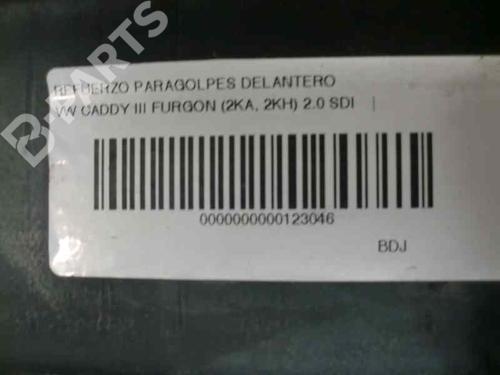 REFUERZO PARAGOLPES DELANTERO
VW CADDY III FURGON (2KA, 2KH) 2.0 SDI
0000000000123046
BDJ
B-PARTS